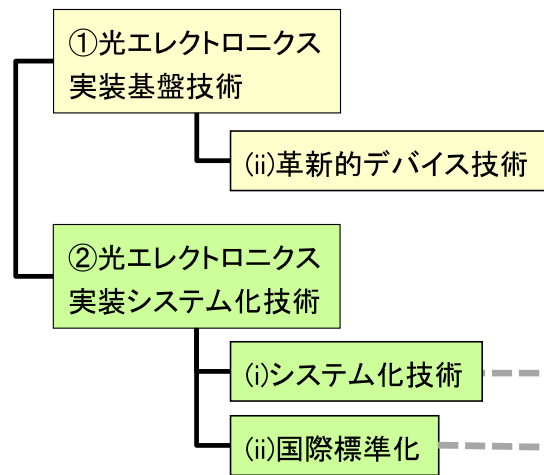 ①光エレクトロニクス
実装基盤技術
(ii)革新的デバイス技術
②光エレクトロニクス
実装システム化技術
(i)システム化技術
(ii)国際標準化